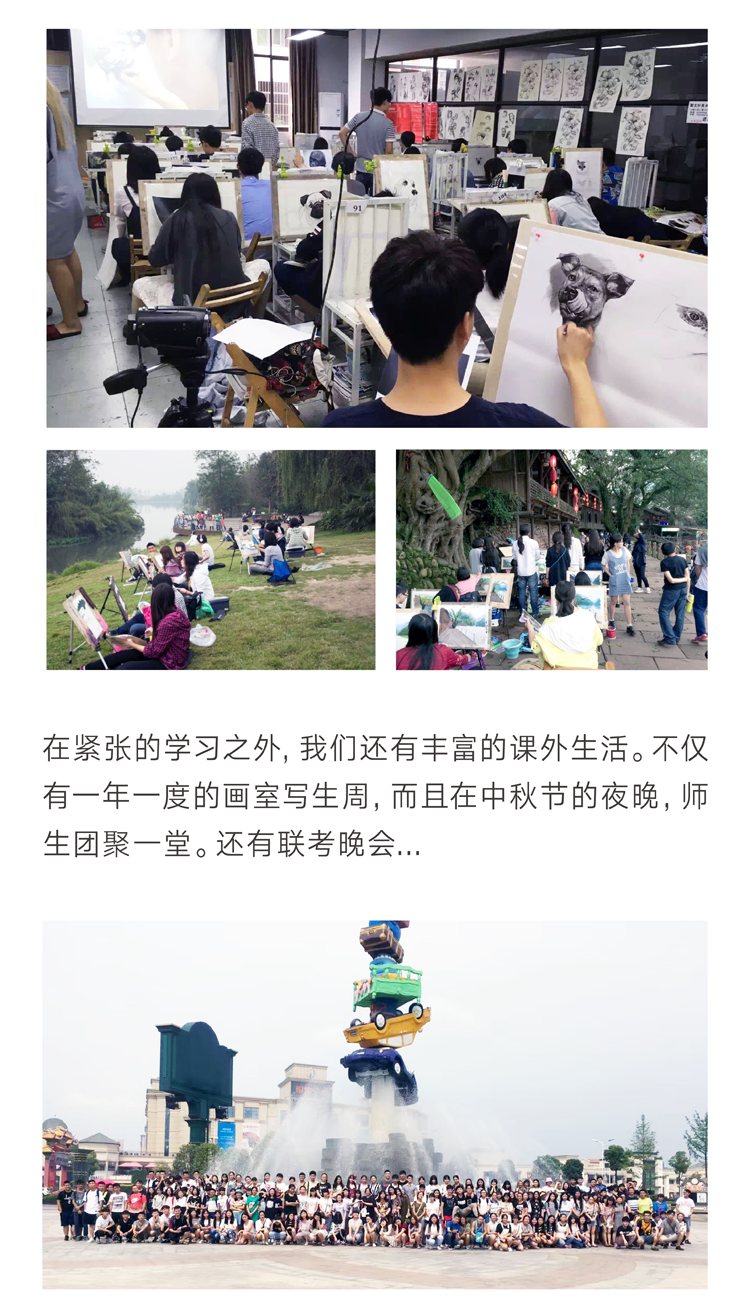 91
在紧张的学习之外，我们还有丰富的课外生活。不仅
有一年一度的画室写生周，而且在中秋节的夜晚，师
生团聚一堂。还有联考晚会...